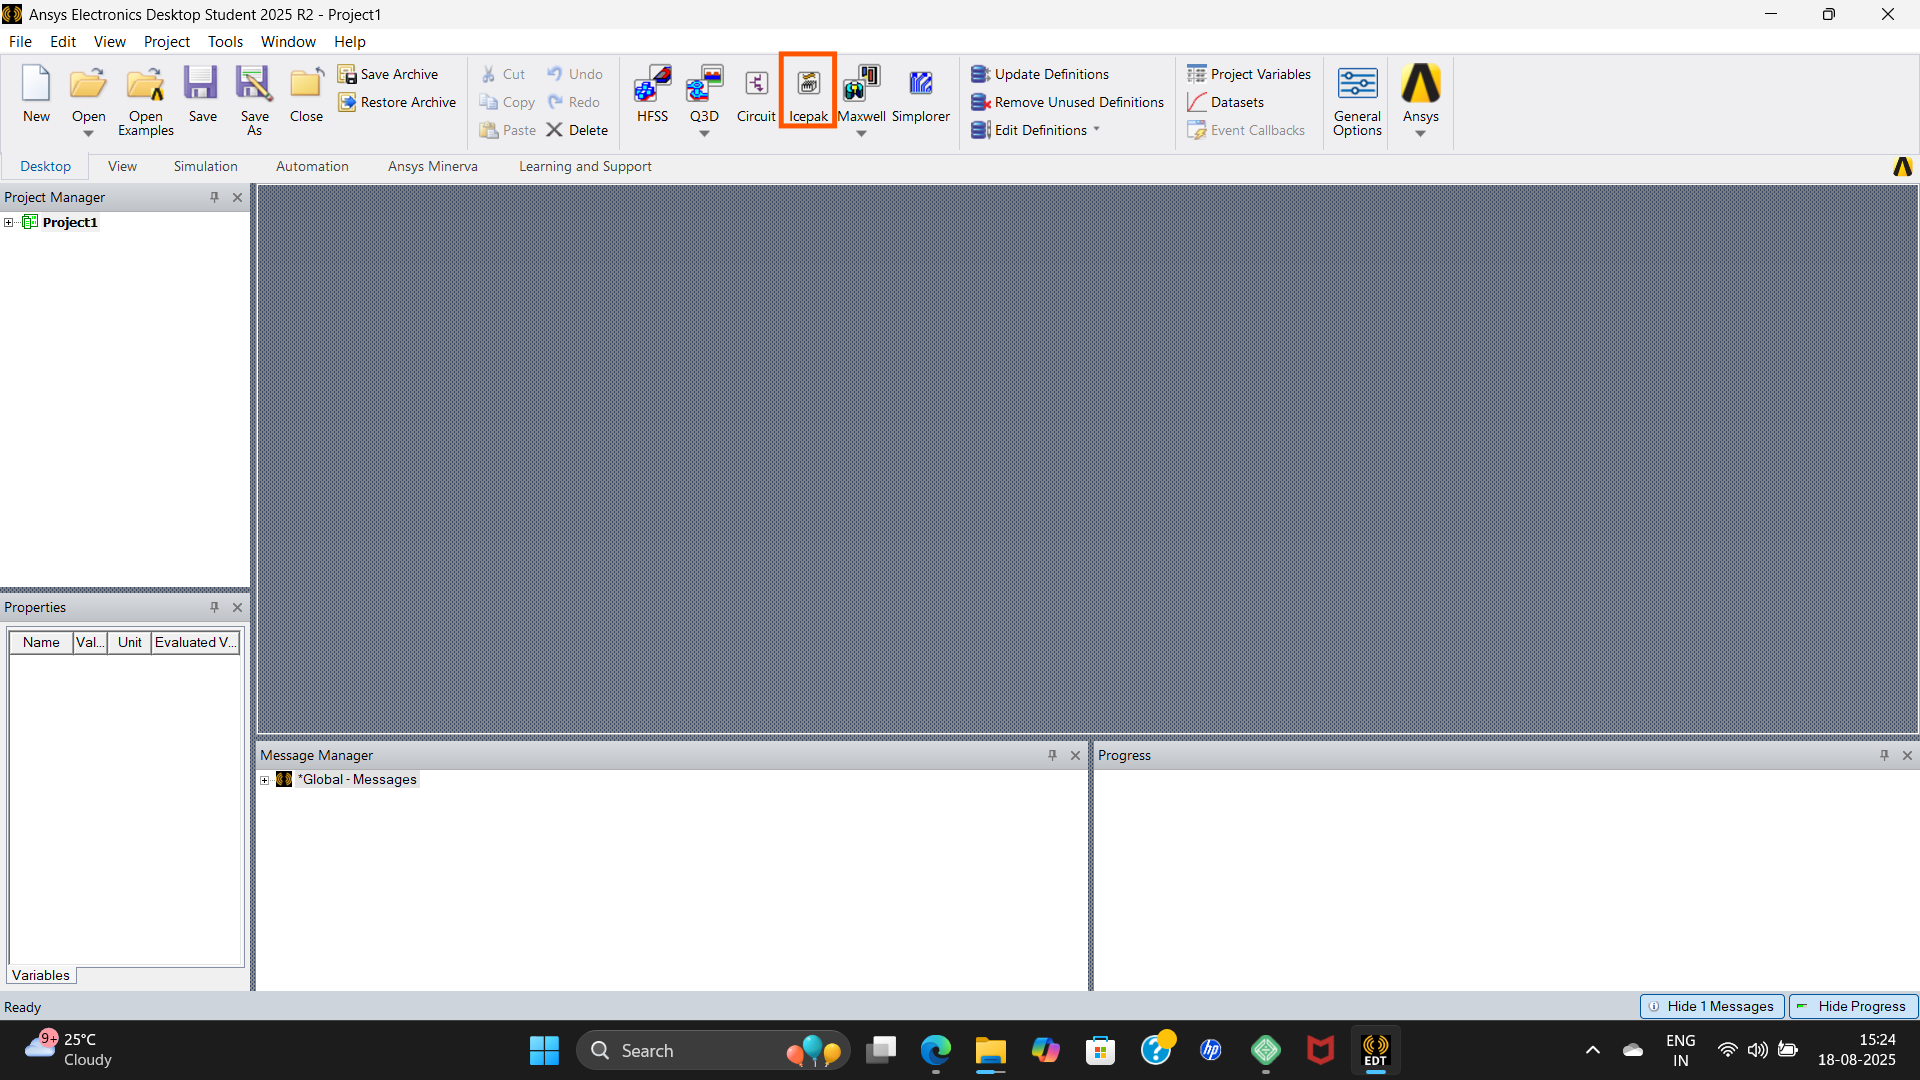 Ansys Electronics Desktop Student 2025 R2 - Project1
File Edit View Project Tools Window Help
New
Open
Open Examples
Save
Save As
Close
Save Archive
Restore Archive
Cut
Copy
Paste
Undo
Redo
Delete
HFSS
Q3D
Circuit
Icepak
Maxwell
Simplorer
Update Definitions
Remove Unused Definitions
Edit Definitions
Project Variables
Datasets
Event Callbacks
General Options
Ansys
Desktop View Simulation Automation Ansys Minerva Learning and Support
Project Manager
Project1
Properties
Name Val... Unit Evaluated V...
Variables
Message Manager
*Global - Messages
Progress
Ready
Hide 1 Messages
Hide Progress
9+
25°C
Cloudy
Search
hp
EDT
ENG
IN
15:24
18-08-2025